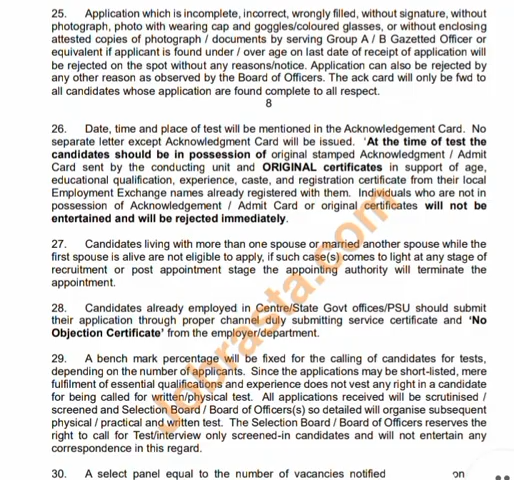 25. Application which is incomplete, incorrect, wrongly filled, without signature, without
photograph, photo with wearing cap and goggles/coloured glasses, or without enclosing
attested copies of photograph / documents by serving Group A / B Gazetted Officer or
equivalent if applicant is found under / over age on last date of receipt of application will
be rejected on the spot without any reasons/notice. Application can also be rejected by
any other reason as observed by the Board of Officers. The ack card will only be fwd to
all candidates whose application are found complete to all respect.
8
26. Date, time and place of test will be mentioned in the Acknowledgement Card. No
separate letter except Acknowledgment Card will be issued. 'At the time of test the
candidates should be in possession of original stamped Acknowledgment / Admit
Card sent by the conducting unit and ORIGINAL certificates in support of age,
educational qualification, experience, caste, and registration certificate from their local
Employment Exchange names already registered with them. Individuals who are not in
possession of Acknowledgement / Admit Card or original certificates will not be
entertained and will be rejected immediately.
27. Candidates living with more than one spouse or married another spouse while the
first spouse is alive are not eligible to apply, if such case(s) comes to light at any stage of
recruitment or post appointment stage the appointing authority will terminate the
appointment.
28. Candidates already employed in Centre/State Govt offices/PSU should submit
their application through proper channel duly submitting service certificate and 'No
Objection Certificate' from the employer/department.
29. A bench mark percentage will be fixed for the calling of candidates for tests,
depending on the number of applicants. Since the applications may be short-listed, mere
fulfilment of essential qualifications and experience does not vest any right in a candidate
for being called for written/physical test. All applications received will be scrutinised /
screened and Selection Board / Board of Officers(s) so detailed will organise subsequent
physical / practical and written test. The Selection Board / Board of Officers reserves the
right to call for Test/interview only screened-in candidates and will not entertain any
correspondence in this regard.
30. A select panel equal to the number of vacancies notified
Jobrasta.com